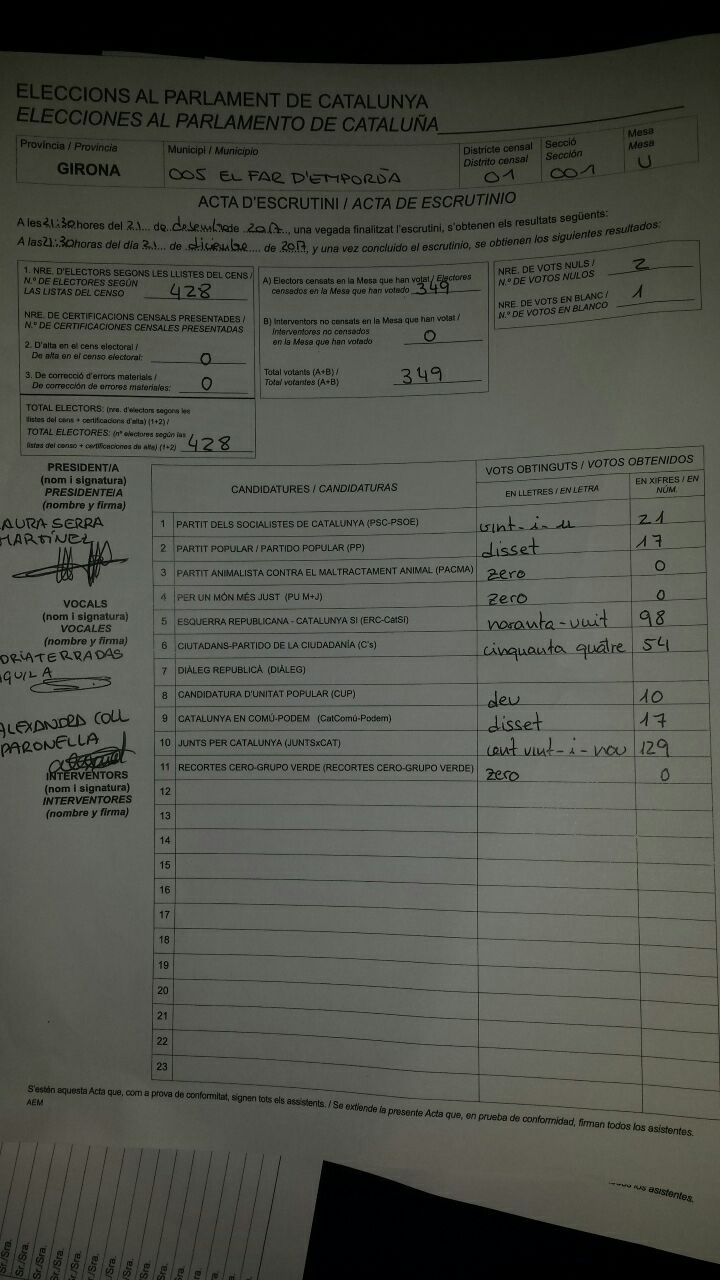 ELECCIONS AL PARLAMENT DE CATALUNYA
ELECCIONES AL PARLAMENTO DE CATALUÑA
Província / Provincia
GIRONA
Municipi / Municipio
005 EL FAR D'EMPORDÀ
Districte censal
Distrito censal
01
Secció
Sección
001
Mesa
Mesa
U
ACTA D'ESCRUTINI / ACTA DE ESCRUTINIO
A les 21:30 hores del 21... de desembre de 2017..., una vegada finalitzat l'escrutini, s'obtenen els resultats següents:
A las 21:30 horas del día 21... de diciembre.... de 2017, y una vez concluido el escrutinio, se obtienen los siguientes resultados:
1. NRE. D'ELECTORS SEGONS LES LLISTES DEL CENS /
N.º DE ELECTORES SEGÚN
LAS LISTAS DEL CENSO 428
NRE. DE CERTIFICACIONS CENSALS PRESENTADES /
N.º DE CERTIFICACIONES CENSALES PRESENTADAS
2. D'alta en el cens electoral /
De alta en el censo electoral: 0
3. De correcció d'errors materials /
De corrección de errores materiales: 0
TOTAL ELECTORS: (nre. d'electors segons les
llistes del cens + certificacions d'alta) (1+2) /
TOTAL ELECTORES: (nº electores según las
listas del censo + certificaciones de alta) (1+2) 428
A) Electors censats en la Mesa que han votat / Electores
censados en la Mesa que han votado 349
B) Interventors no censats en la Mesa que han votat /
Interventores no censados
en la Mesa que han votado 0
Total votants (A+B) /
Total votantes (A+B) 349
NRE. DE VOTS NULS /
N.º DE VOTOS NULOS 2
NRE. DE VOTS EN BLANC /
N.º DE VOTOS EN BLANCO 1
PRESIDENT/A
(nom i signatura)
PRESIDENTE/A
(nombre y firma)
LAURA SERRA
MARTÍNEZ
VOCALS
(nom i signatura)
VOCALES
(nombre y firma)
DRIÀ TERRADAS
AGUILA
ALEXANDRA COLL
PARONELLA
INTERVENTORS
(nom i signatura)
INTERVENTORES
(nombre y firma)
CANDIDATURES / CANDIDATURAS
VOTS OBTINGUTS / VOTOS OBTENIDOS
EN LLETRES / EN LETRA
EN XIFRES / EN NÚM.
1 PARTIT DELS SOCIALISTES DE CATALUNYA (PSC-PSOE) vint-i-u 21
2 PARTIT POPULAR / PARTIDO POPULAR (PP) disset 17
3 PARTIT ANIMALISTA CONTRA EL MALTRACTAMENT ANIMAL (PACMA) zero 0
4 PER UN MÓN MÉS JUST (PU M+J) zero 0
5 ESQUERRA REPUBLICANA - CATALUNYA SI (ERC-CatSí) noranta-vuit 98
6 CIUTADANS-PARTIDO DE LA CIUDADANÍA (C's) cinquanta quatre 54
7 DIÀLEG REPUBLICÀ (DIÀLEG)
8 CANDIDATURA D'UNITAT POPULAR (CUP) deu 10
9 CATALUNYA EN COMÚ-PODEM (CatComú-Podem) disset 17
10 JUNTS PER CATALUNYA (JUNTSxCAT) cent vint-i-nou 129
11 RECORTES CERO-GRUPO VERDE (RECORTES CERO-GRUPO VERDE) zero 0
12
13
14
15
16
17
18
19
20
21
22
23
S'estén aquesta Acta que, com a prova de conformitat, signen tots els assistents. / Se extiende la presente Acta que, en prueba de conformidad, firman todos los asistentes.
AEM
los asistentes.
Sr./Sra.
Sr./Sra.
Sr./Sra.
Sr./Sra.
Sr./Sra.
Sr./Sra.
Sr./Sra.
Sr./Sra.